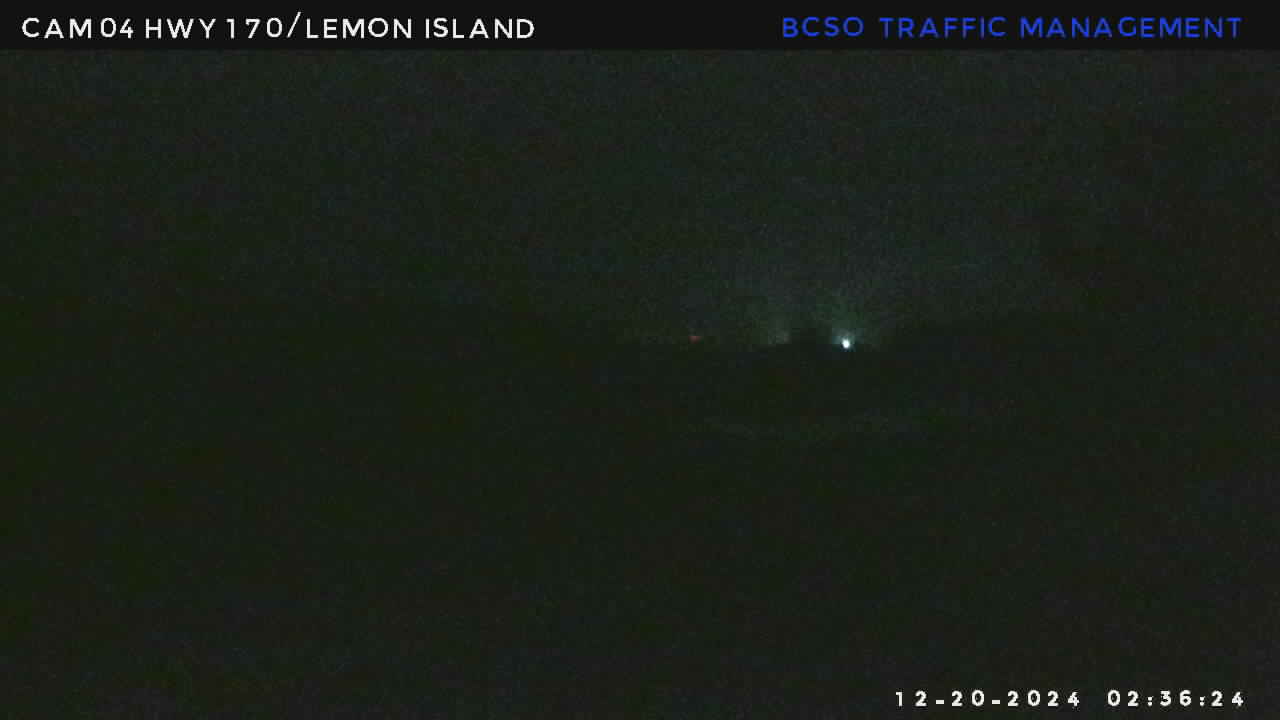 CAM04 HWY 170/LEMON ISLAND
BCSO TRAFFIC MANAGEMENT
12-20-2024 02:36:24